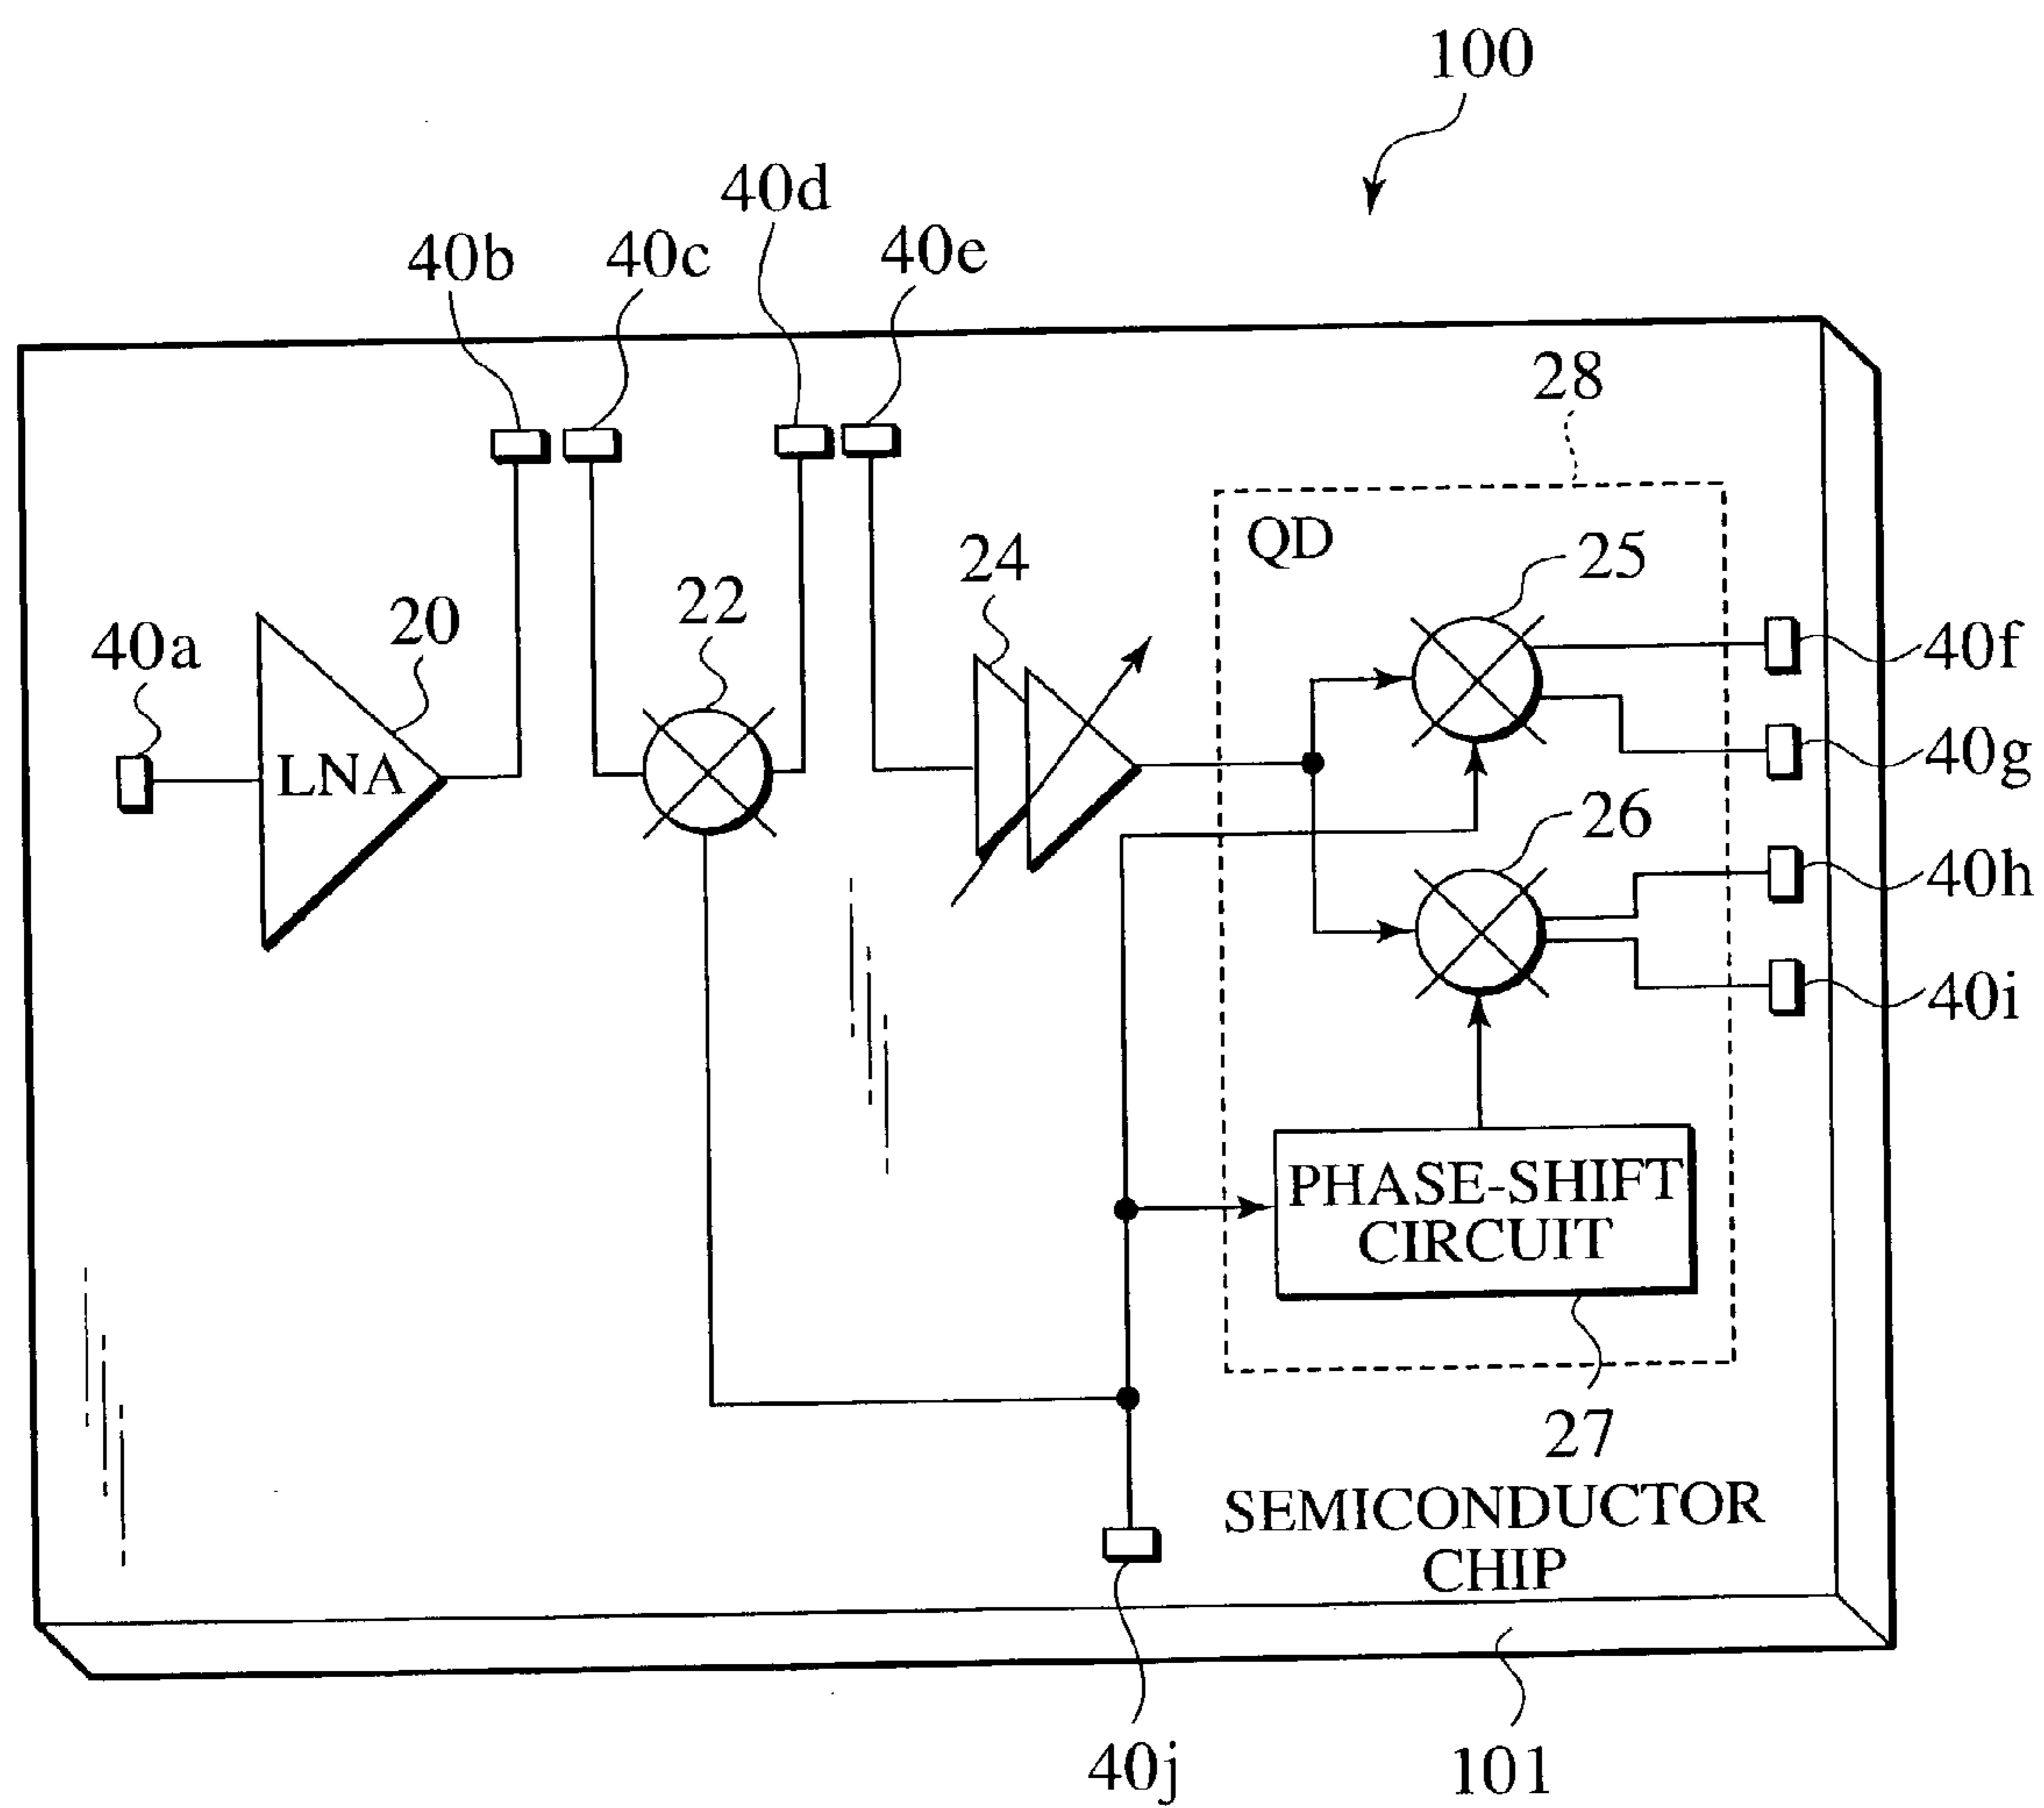 100
40d
40b
40c
40e
28
QD
24
25
22
20
40a
40f
LNA
40g
26
40h
40i
PHASE-SHIFT
CIRCUIT
27
SEMICONDUCTOR
CHIP
40j
101